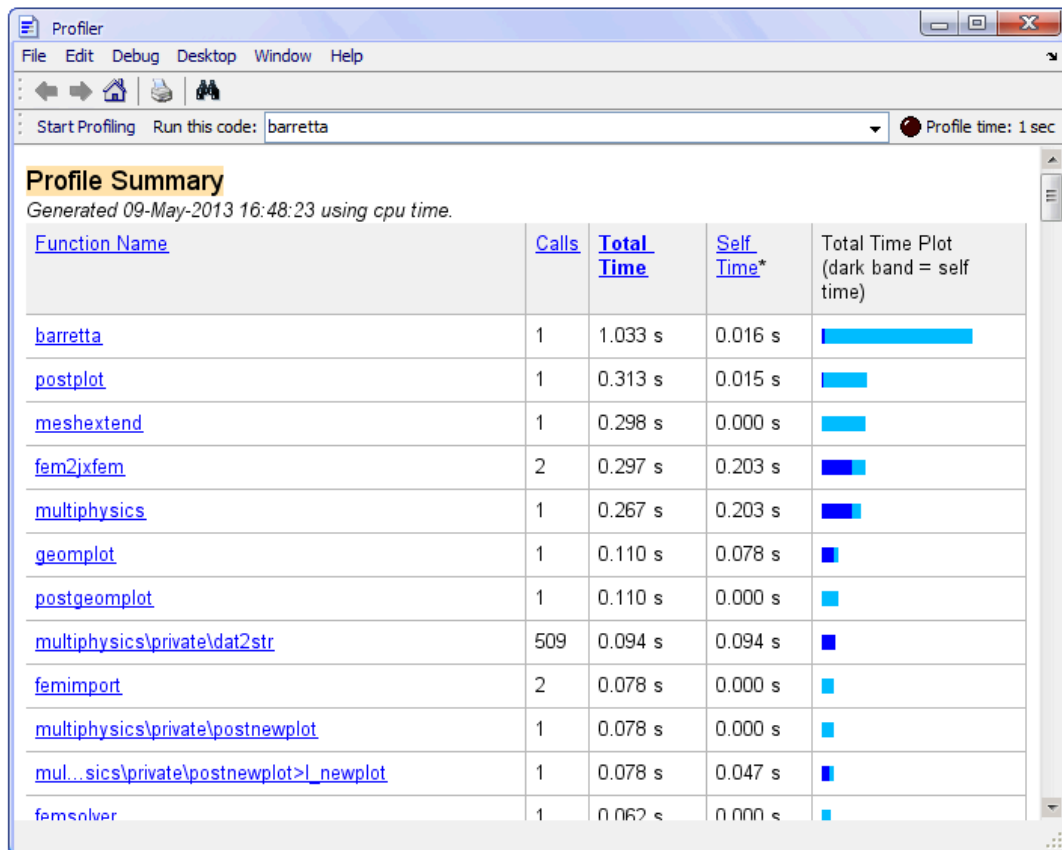 Profiler
File Edit Debug Desktop Window Help
Start Profiling Run this code: barretta Profile time: 1 sec
Profile Summary
Generated 09-May-2013 16:48:23 using cpu time.
Function Name Calls Total Time Self Time* Total Time Plot (dark band = self time)
barretta 1 1.033 s 0.016 s
postplot 1 0.313 s 0.015 s
meshextend 1 0.298 s 0.000 s
fem2jxfem 2 0.297 s 0.203 s
multiphysics 1 0.267 s 0.203 s
geomplot 1 0.110 s 0.078 s
postgeomplot 1 0.110 s 0.000 s
multiphysics\private\dat2str 509 0.094 s 0.094 s
femimport 2 0.078 s 0.000 s
multiphysics\private\postnewplot 1 0.078 s 0.000 s
mul...sics\private\postnewplot>l_newplot 1 0.078 s 0.047 s
femsolver 1 0.062 s 0.000 s